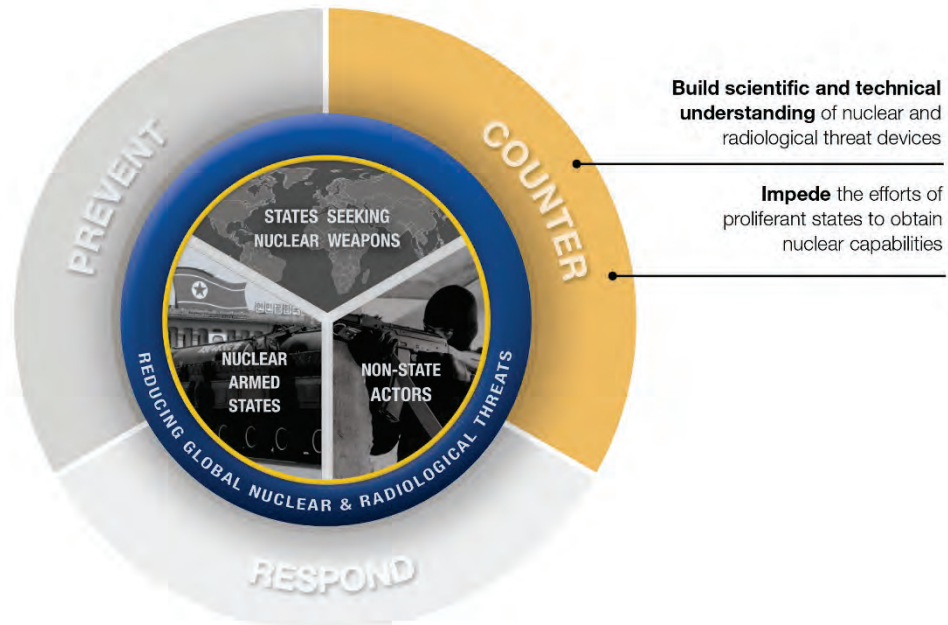 PREVENT
COUNTER
RESPOND
REDUCING GLOBAL NUCLEAR & RADIOLOGICAL THREATS
STATES SEEKING
NUCLEAR WEAPONS
NUCLEAR
ARMED
STATES
NON-STATE
ACTORS
Build scientific and technical
understanding of nuclear and
radiological threat devices
Impede the efforts of
proliferant states to obtain
nuclear capabilities